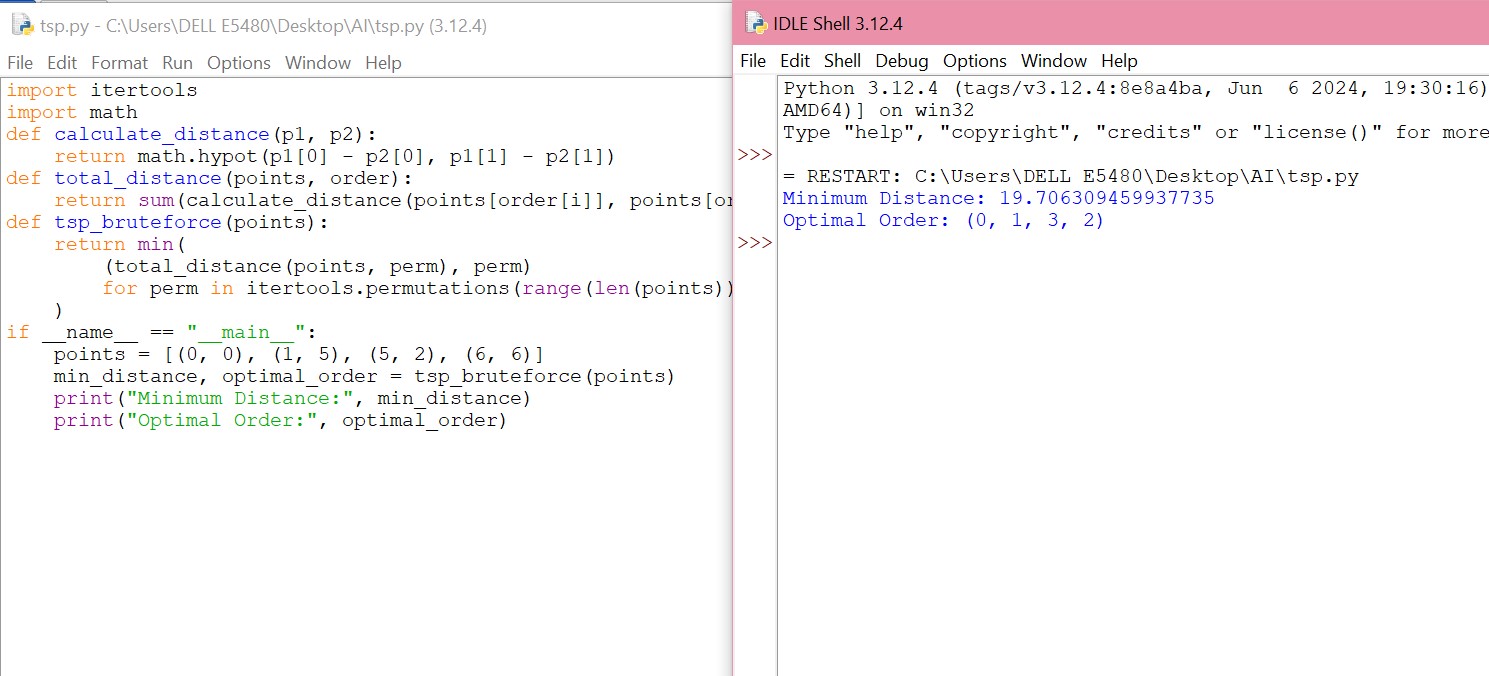 tsp.py - C:\Users\DELL E5480\Desktop\AI\tsp.py (3.12.4)
File Edit Format Run Options Window Help
import itertools
import math
def calculate_distance(p1, p2):
    return math.hypot(p1[0] - p2[0], p1[1] - p2[1])
def total_distance(points, order):
    return sum(calculate_distance(points[order[i]], points[or
def tsp_bruteforce(points):
    return min(
        (total_distance(points, perm), perm)
        for perm in itertools.permutations(range(len(points))
    )
if __name__ == "__main__":
    points = [(0, 0), (1, 5), (5, 2), (6, 6)]
    min_distance, optimal_order = tsp_bruteforce(points)
    print("Minimum Distance:", min_distance)
    print("Optimal Order:", optimal_order)
IDLE Shell 3.12.4
File Edit Shell Debug Options Window Help
Python 3.12.4 (tags/v3.12.4:8e8a4ba, Jun  6 2024, 19:30:16)
AMD64)] on win32
Type "help", "copyright", "credits" or "license()" for more
>>>
= RESTART: C:\Users\DELL E5480\Desktop\AI\tsp.py
Minimum Distance: 19.706309459937735
Optimal Order: (0, 1, 3, 2)
>>>